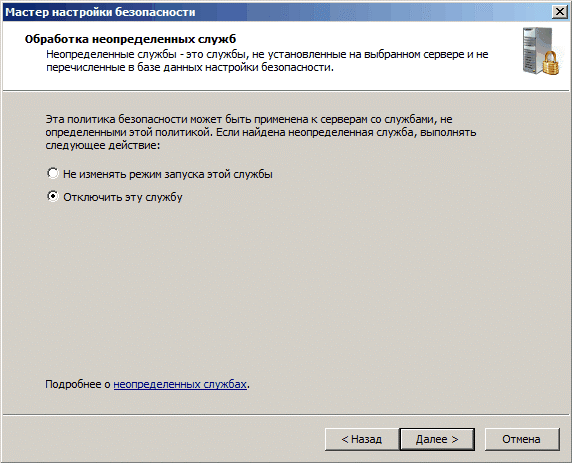 Мастер настройки безопасности
Обработка неопределенных служб
Неопределенные службы - это службы, не установленные на выбранном сервере и не
перечисленные в базе данных настройки безопасности.
Эта политика безопасности может быть применена к серверам со службами, не
определенными этой политикой. Если найдена неопределенная служба, выполнять
следующее действие:
Не изменять режим запуска этой службы
Отключить эту службу
Подробнее о неопределенных службах.
< Назад
Далее >
Отмена